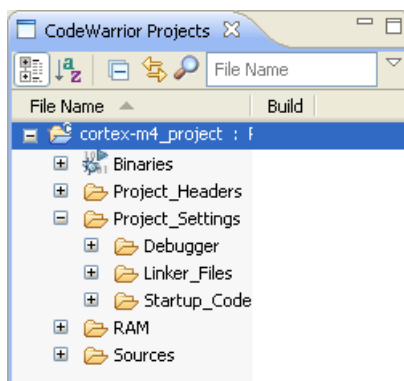 CodeWarrior Projects
File Name
File Name Build
cortex-m4_project :
Binaries
Project_Headers
Project_Settings
Debugger
Linker_Files
Startup_Code
RAM
Sources